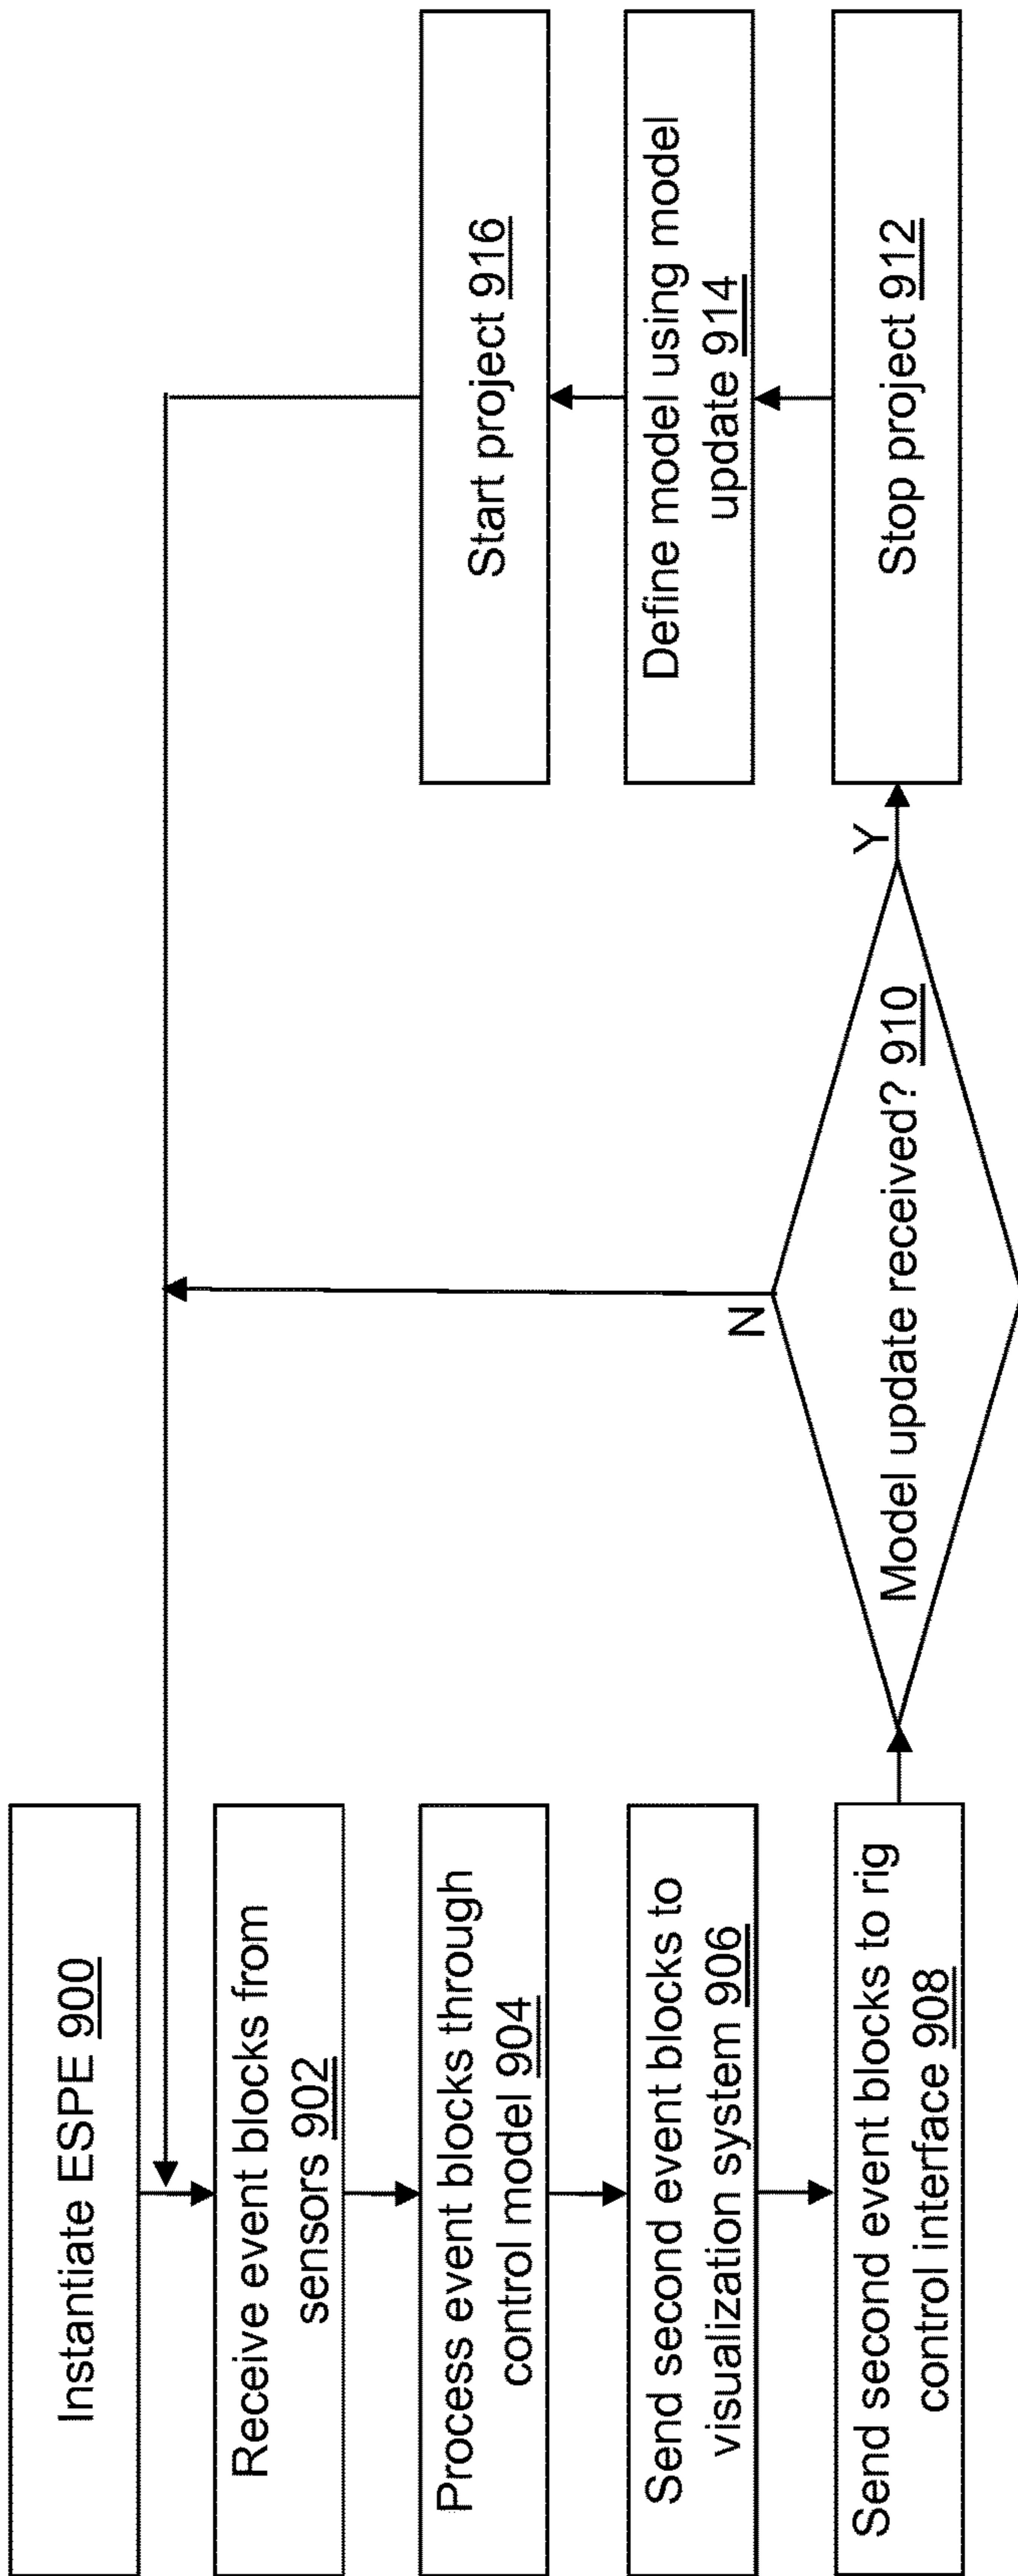 Instantiate ESPE 900
Receive event blocks from
sensors 902
Process event blocks through
control model 904
Send second event blocks to
visualization system 906
Send second event blocks to rig
control interface 908
Model update received? 910
N
Y
Stop project 912
Define model using model
update 914
Start project 916